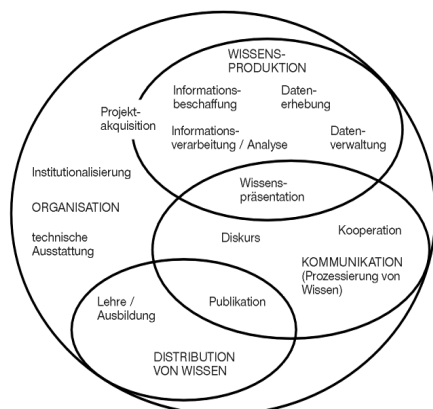 WISSENS-
PRODUKTION
Informations-
beschaffung
Daten-
erhebung
Projekt-
akquisition
Informations-
verarbeitung / Analyse
Daten-
verwaltung
Institutionalisierung
Wissens-
präsentation
ORGANISATION
technische
Ausstattung
Diskurs
Kooperation
KOMMUNIKATION
(Prozessierung von
Wissen)
Lehre /
Ausbildung
Publikation
DISTRIBUTION
VON WISSEN